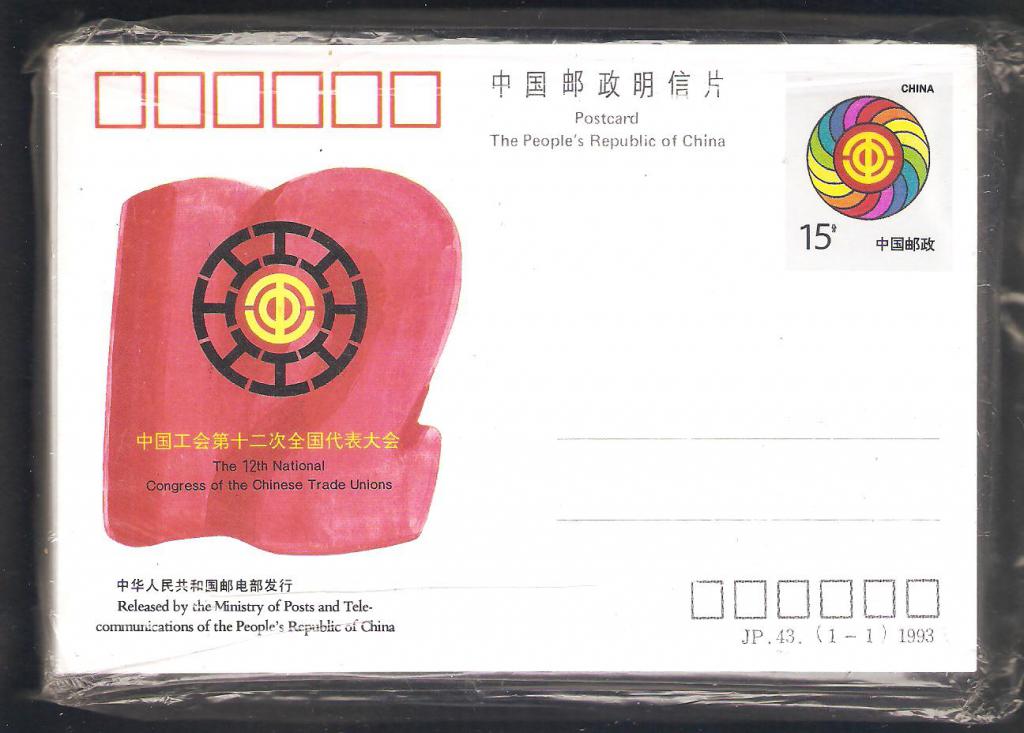 中国邮政明信片
Postcard
The People's Republic of China
CHINA
15分
中国邮政
中国工会第十二次全国代表大会
The 12th National
Congress of the Chinese Trade Unions
中华人民共和国邮电部发行
Released by the Ministry of Posts and Tele-
communications of the People's Republic of China
JP.43.(1-1) 1993